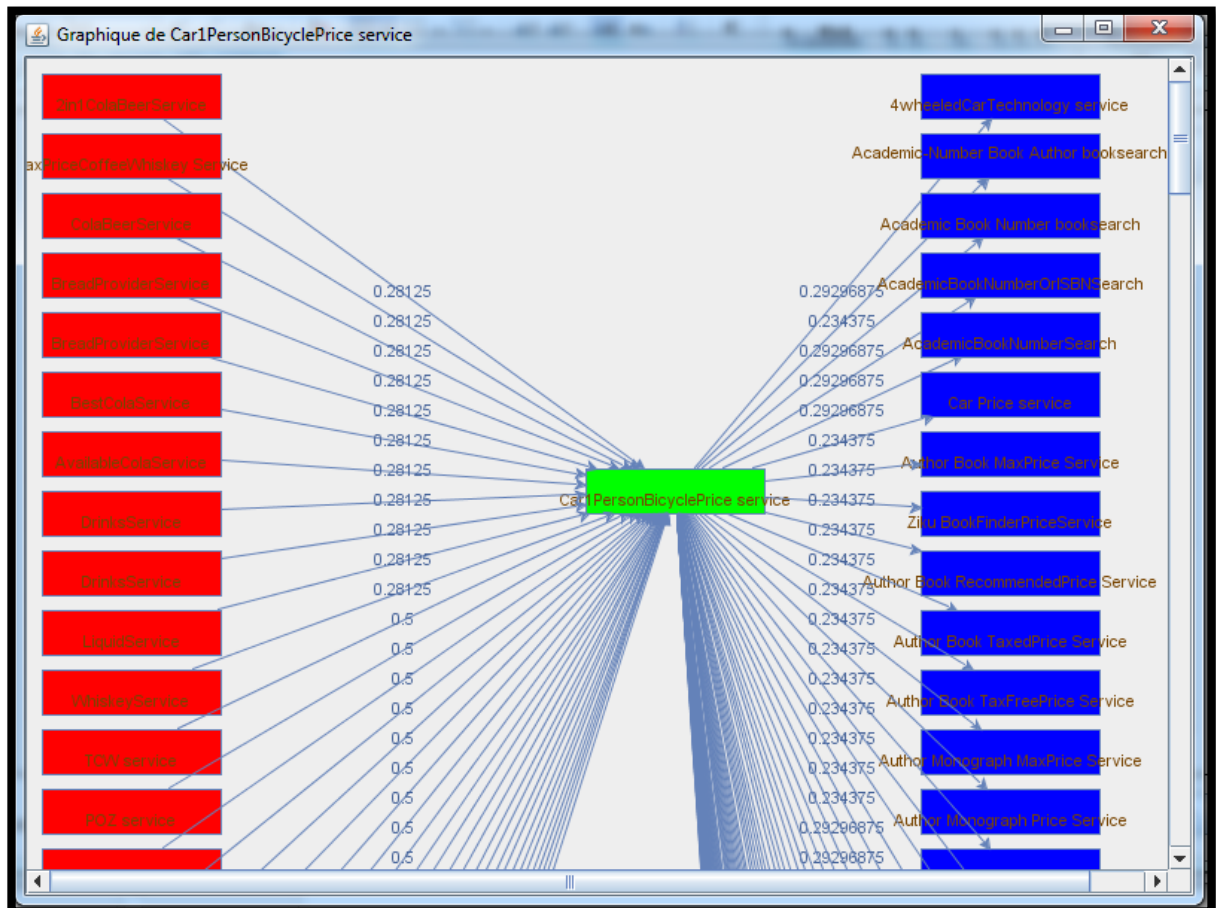 Graphique de Car1PersonBicyclePrice service
2in1ColaBeerService
axPriceCoffeeWhiskey Service
ColaBeerService
BreadProviderService
BreadProviderService
BestColaService
AvailableColaService
DrinksService
DrinksService
LiquidService
WhiskeyService
TCW service
POZ service
0.28125
0.28125
0.28125
0.28125
0.28125
0.28125
0.28125
0.28125
0.28125
0.28125
0.28125
0.5
0.5
0.5
0.5
0.5
0.5
0.5
0.5
0.5
Car1PersonBicyclePrice service
0.29296875
0.234375
0.29296875
0.29296875
0.29296875
0.234375
0.234375
0.234375
0.234375
0.234375
0.234375
0.234375
0.234375
0.234375
0.234375
0.234375
0.234375
0.234375
0.29296875
0.29296875
4wheeledCarTechnology service
Academic-Number Book Author booksearch
Academic Book Number booksearch
AcademicBookNumberOrISBNSearch
AcademicBookNumberSearch
Car Price service
Author Book MaxPrice Service
Ziku BookFinderPriceService
Author Book RecommendedPrice Service
Author Book TaxedPrice Service
Author Book TaxFreePrice Service
Author Monograph MaxPrice Service
Author Monograph Price Service